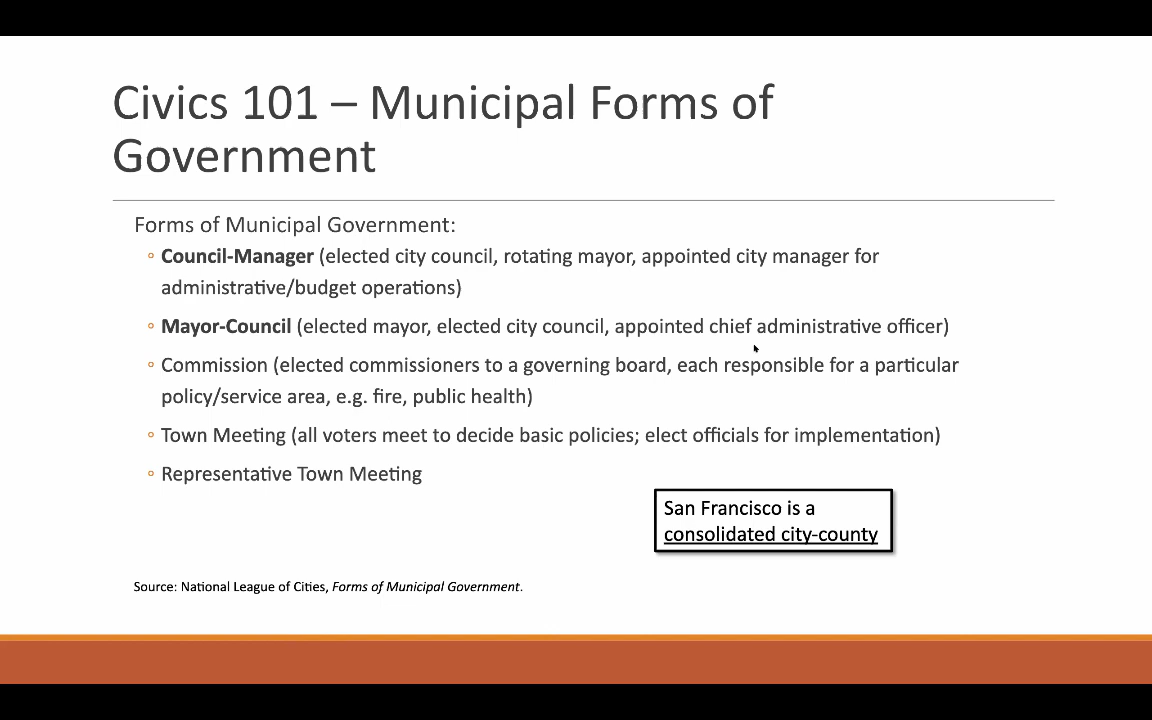 Civics 101 – Municipal Forms of
Government
Forms of Municipal Government:
◦ Council-Manager (elected city council, rotating mayor, appointed city manager for
administrative/budget operations)
◦ Mayor-Council (elected mayor, elected city council, appointed chief administrative officer)
◦ Commission (elected commissioners to a governing board, each responsible for a particular
policy/service area, e.g. fire, public health)
◦ Town Meeting (all voters meet to decide basic policies; elect officials for implementation)
◦ Representative Town Meeting
San Francisco is a
consolidated city-county
Source: National League of Cities, Forms of Municipal Government.